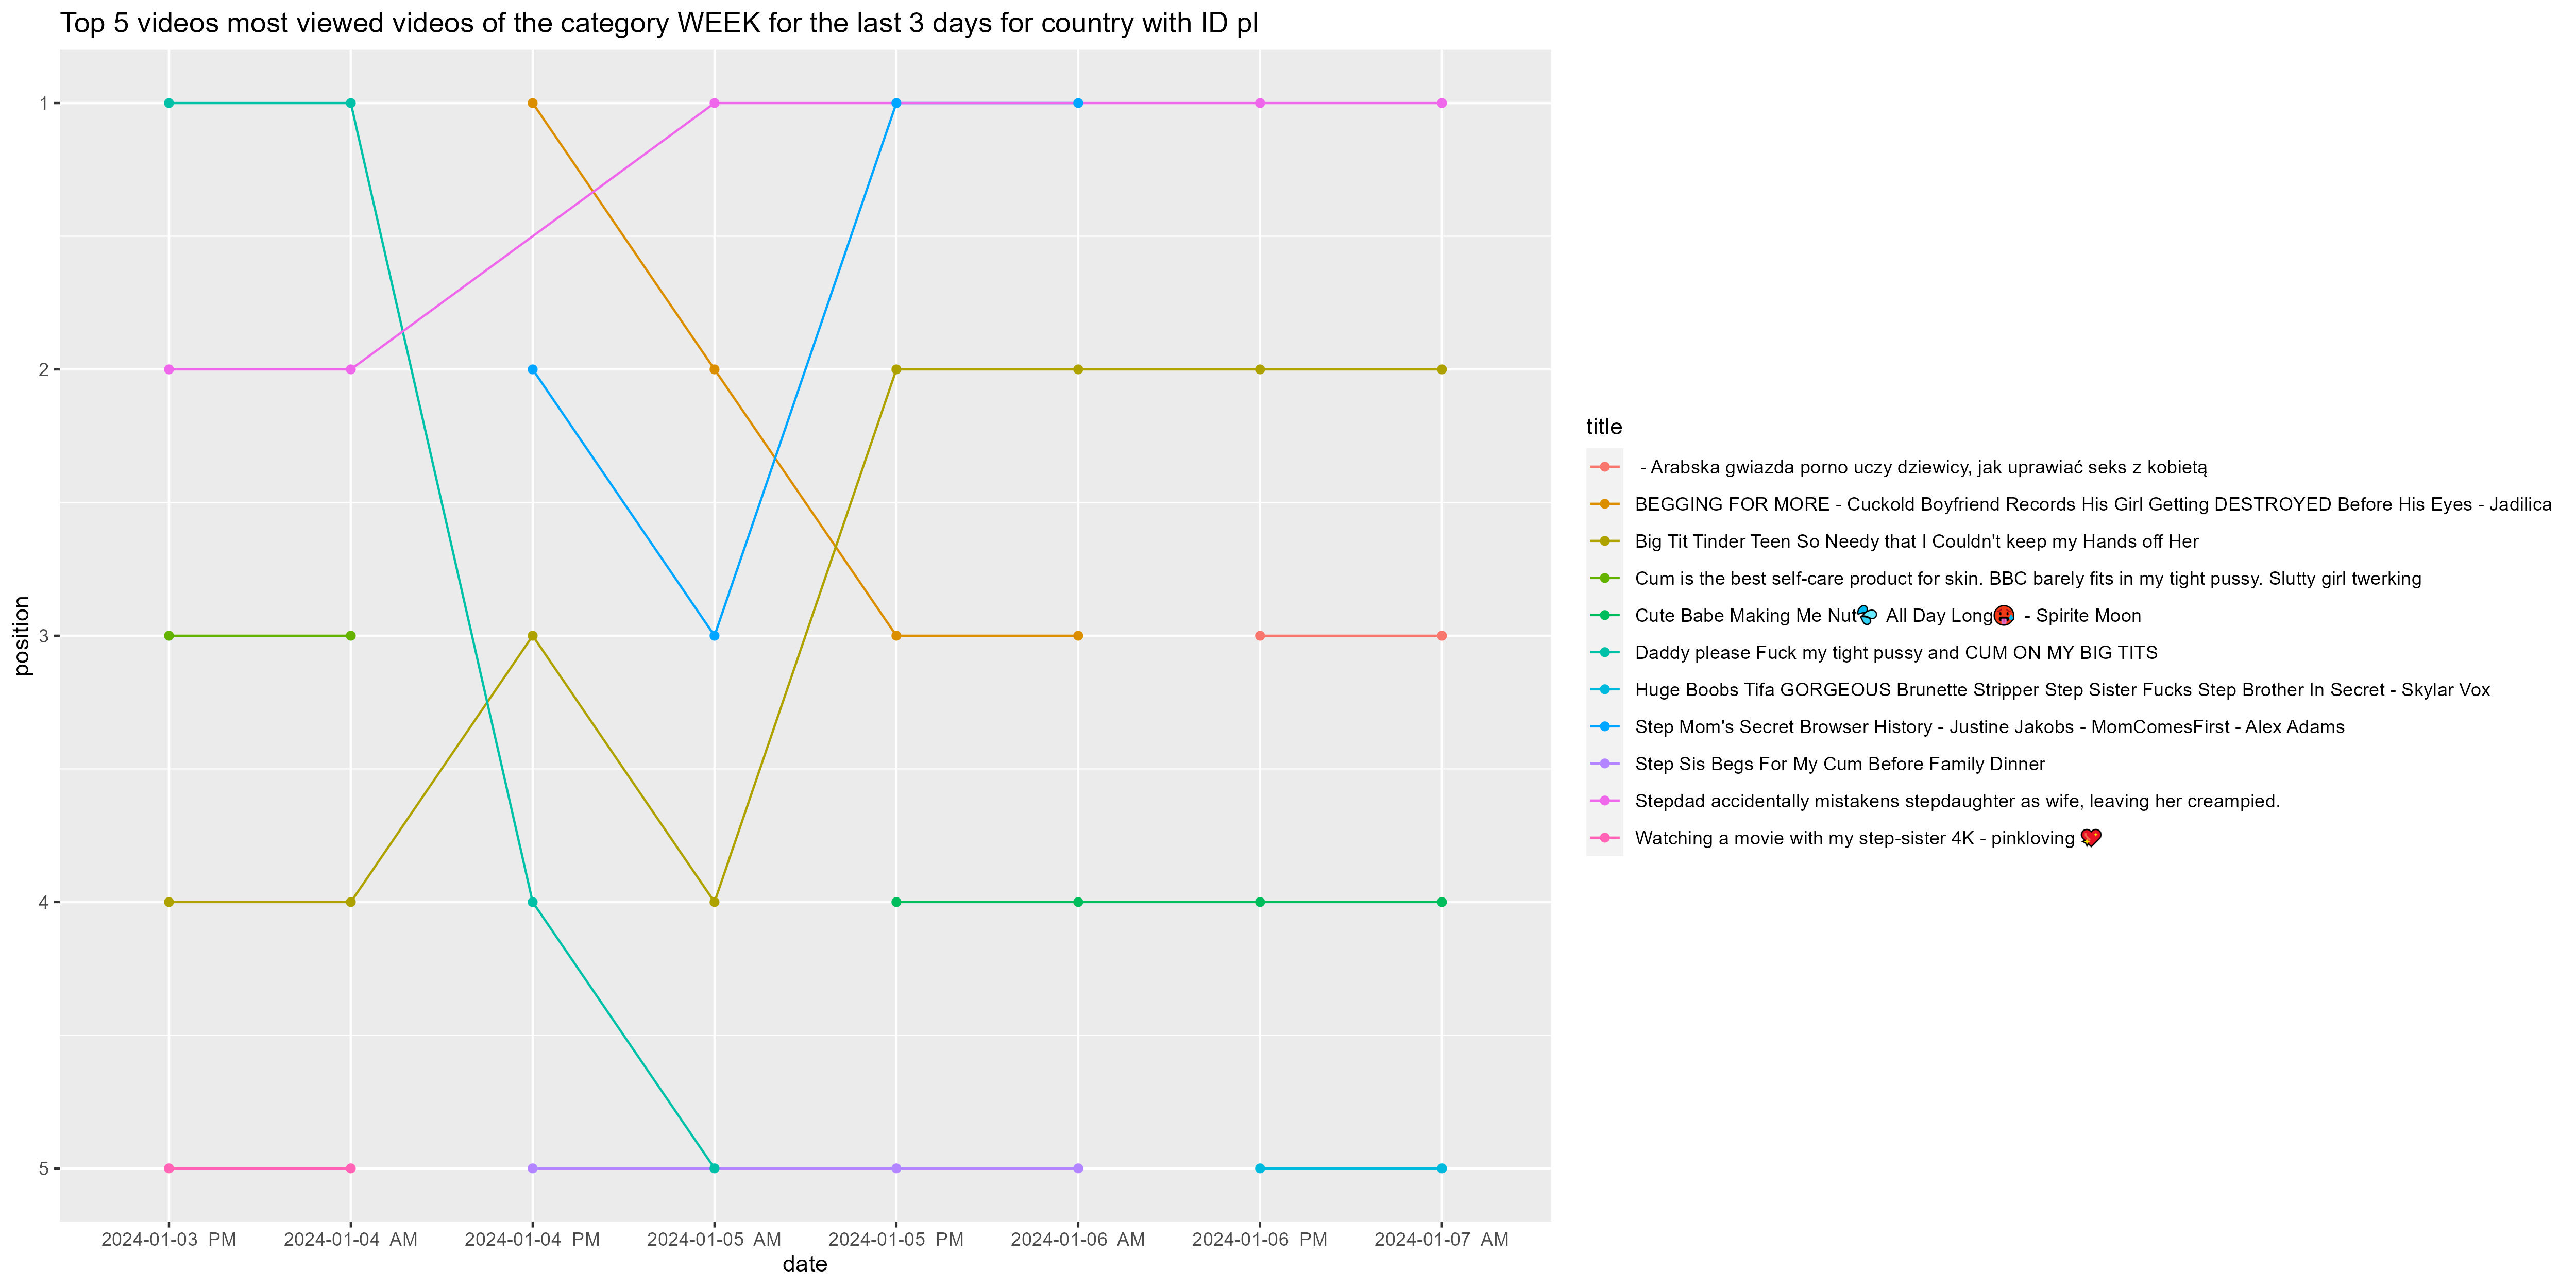 Top 5 videos most viewed videos of the category WEEK for the last 3 days for country with ID pl
position
1
2
3
4
5
2024-01-03 PM
2024-01-04 AM
2024-01-04 PM
2024-01-05 AM
2024-01-05 PM
2024-01-06 AM
2024-01-06 PM
2024-01-07 AM
date
title
- Arabska gwiazda porno uczy dziewicy, jak uprawiać seks z kobietą
BEGGING FOR MORE - Cuckold Boyfriend Records His Girl Getting DESTROYED Before His Eyes - Jadilica
Big Tit Tinder Teen So Needy that I Couldn't keep my Hands off Her
Cum is the best self-care product for skin. BBC barely fits in my tight pussy. Slutty girl twerking
Cute Babe Making Me Nut💦 All Day Long🥵 - Spirite Moon
Daddy please Fuck my tight pussy and CUM ON MY BIG TITS
Huge Boobs Tifa GORGEOUS Brunette Stripper Step Sister Fucks Step Brother In Secret - Skylar Vox
Step Mom's Secret Browser History - Justine Jakobs - MomComesFirst - Alex Adams
Step Sis Begs For My Cum Before Family Dinner
Stepdad accidentally mistakens stepdaughter as wife, leaving her creampied.
Watching a movie with my step-sister 4K - pinkloving 💖